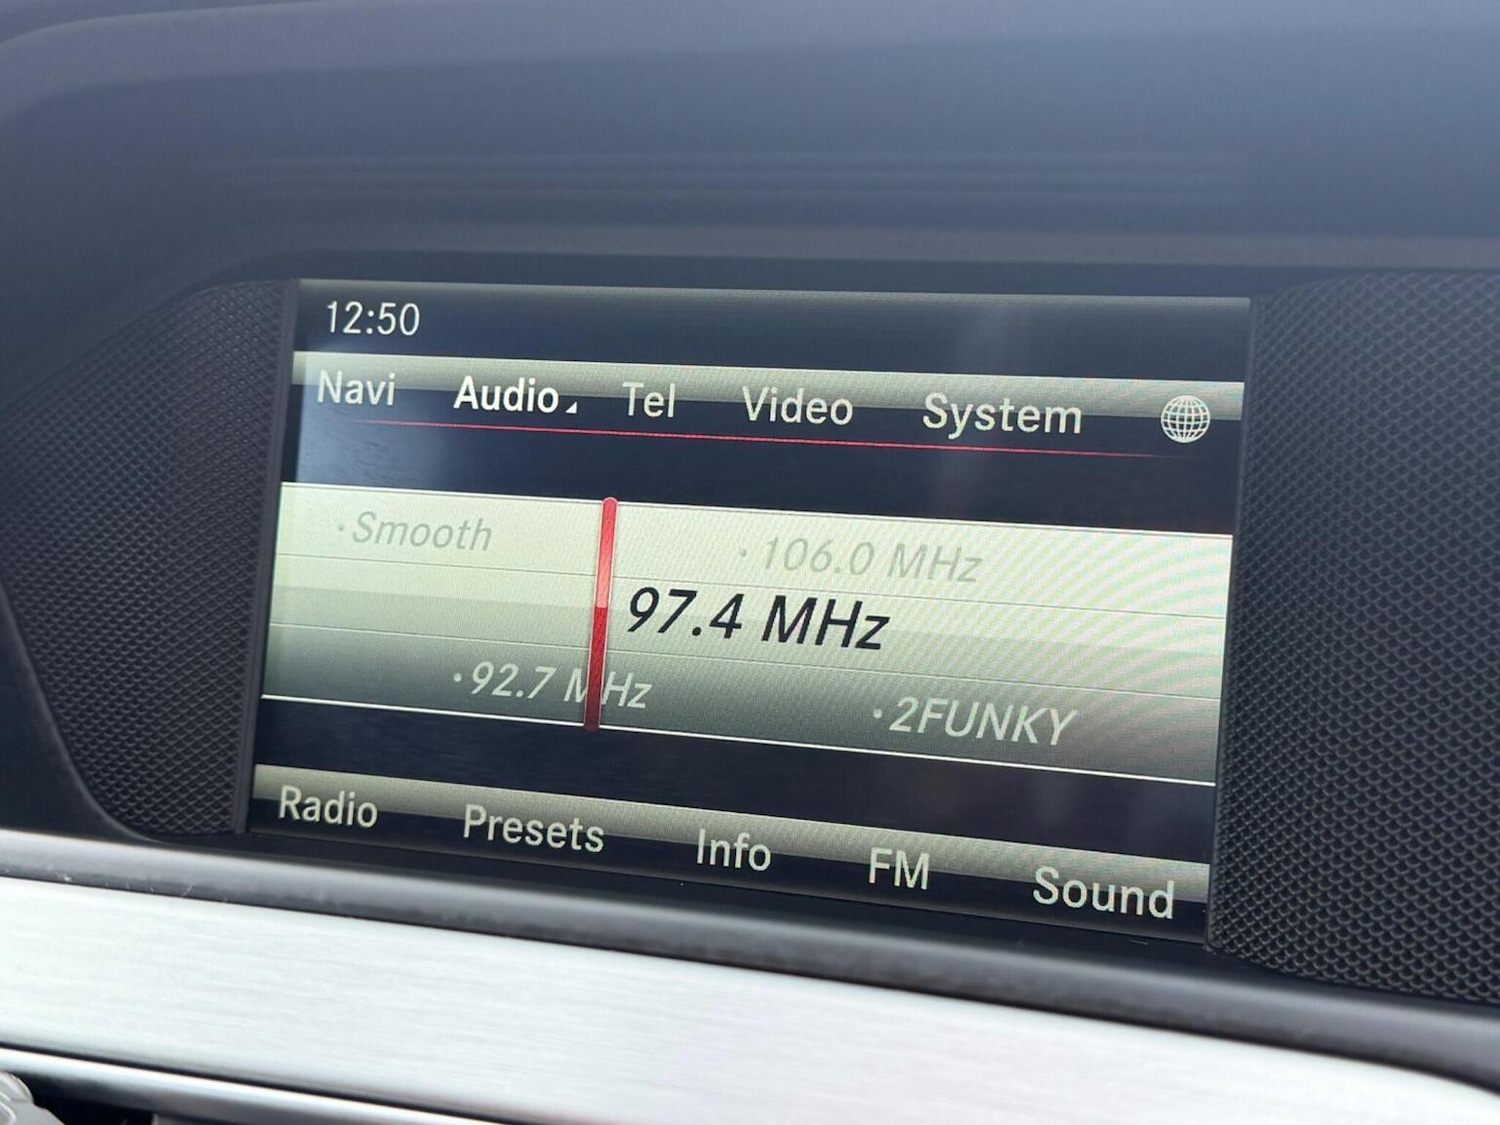 12:50
Navi Audio Tel Video System
·Smooth ·106.0 MHz
97.4 MHz
·92.7 MHz ·2FUNKY
Radio Presets Info FM Sound